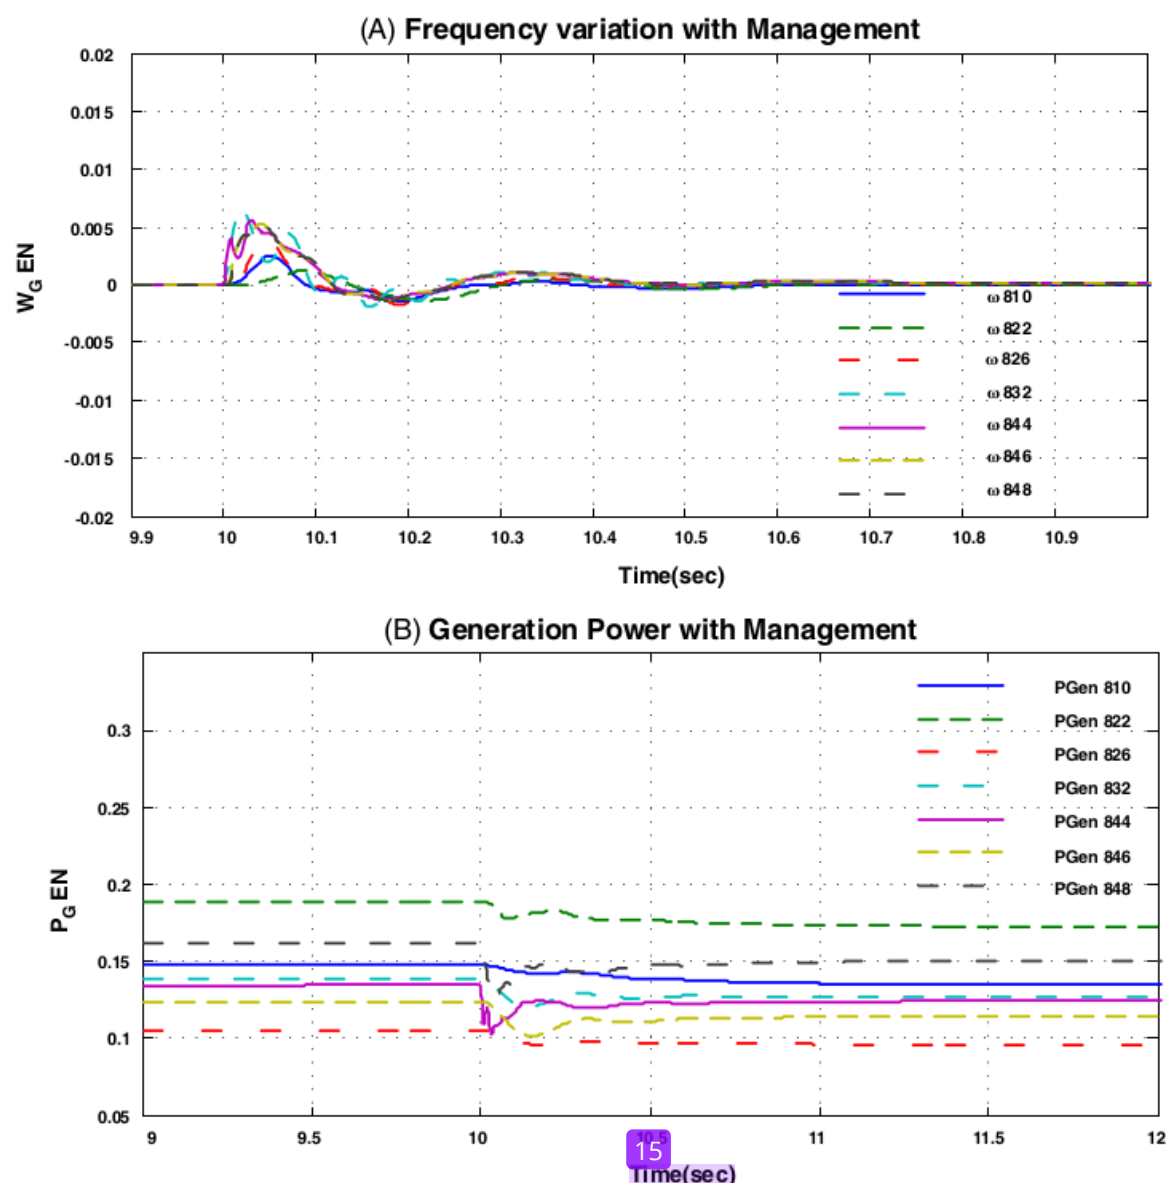 (A) Frequency variation with Management
0.02
0.015
0.01
0.005
0
-0.005
-0.01
-0.015
-0.02
W_G EN
ω 810
ω 822
ω 826
ω 832
ω 844
ω 846
ω 848
9.9 10 10.1 10.2 10.3 10.4 10.5 10.6 10.7 10.8 10.9
Time(sec)
(B) Generation Power with Management
0.3
0.25
0.2
0.15
0.1
0.05
P_G EN
PGen 810
PGen 822
PGen 826
PGen 832
PGen 844
PGen 846
PGen 848
9 9.5 10 10.5 11 11.5 12
15
Time(sec)